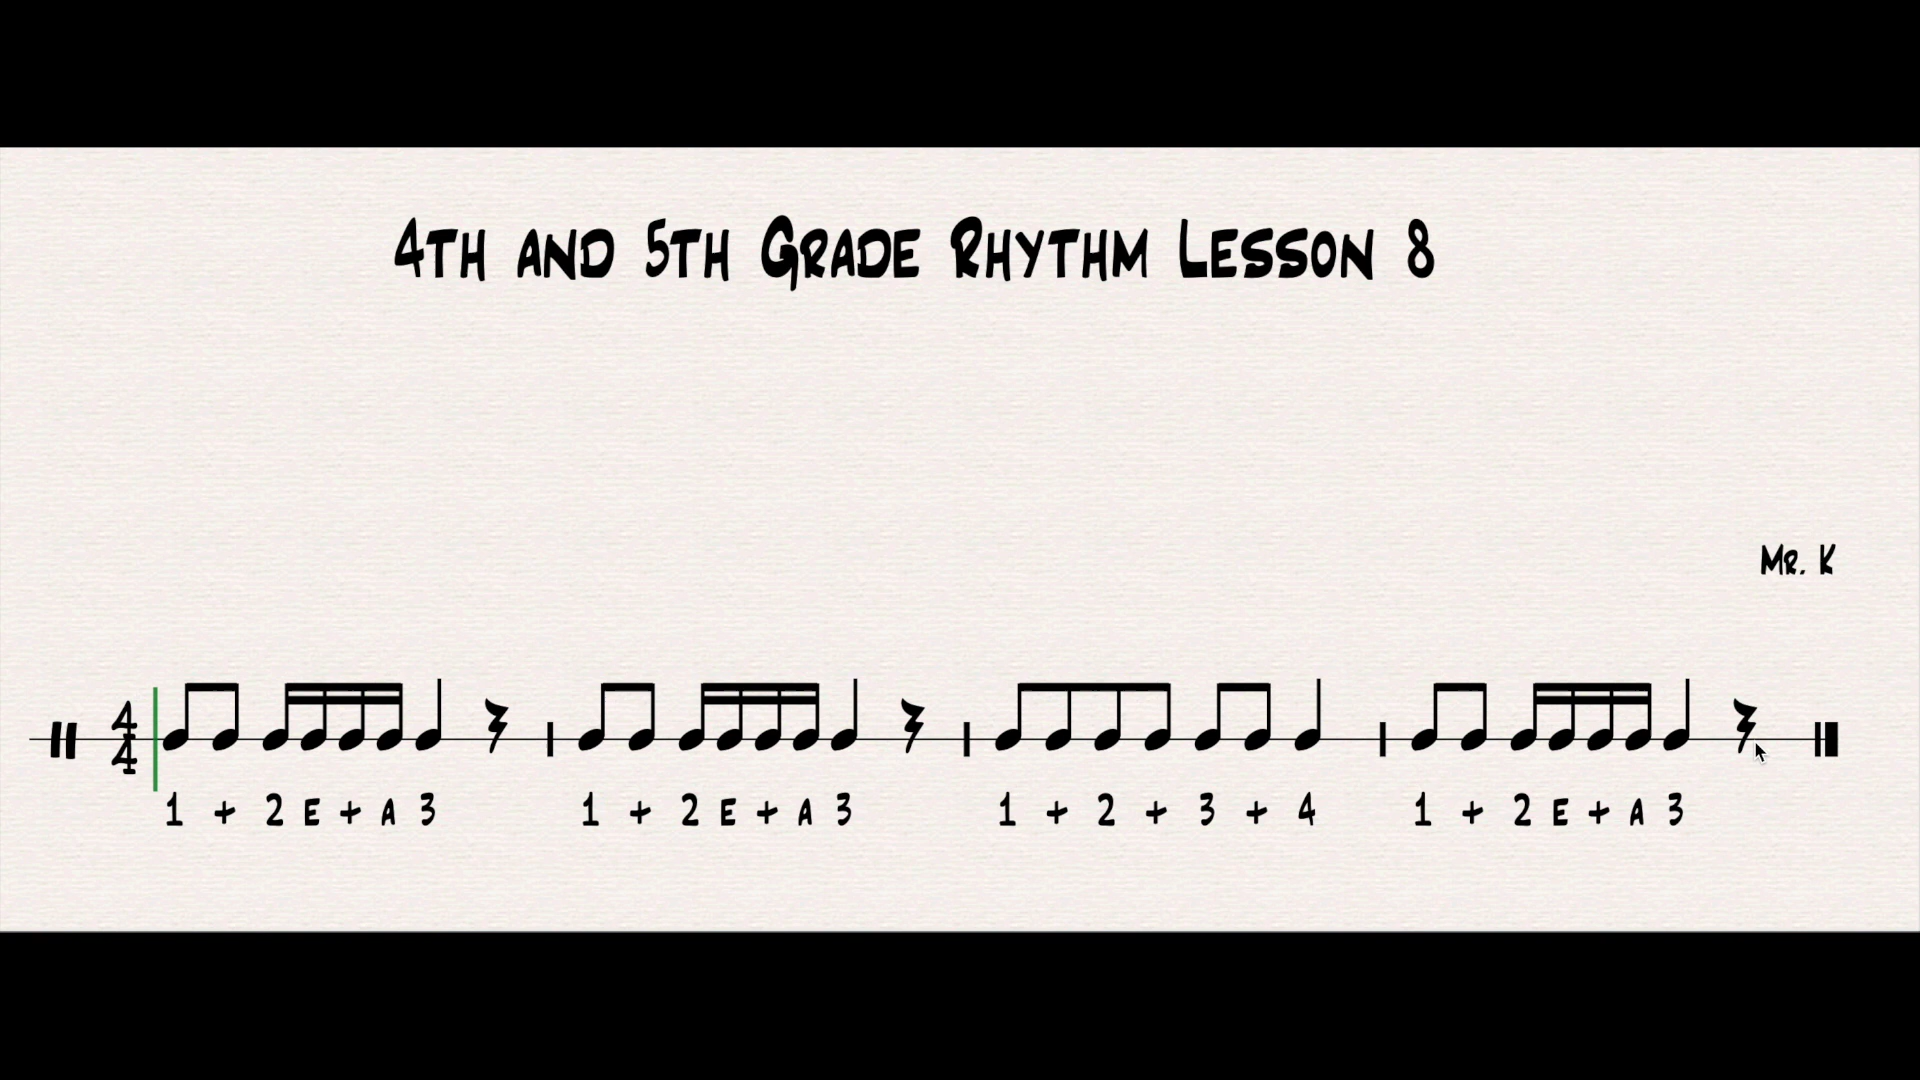 4th and 5th Grade Rhythm Lesson 8
Mr. K
4
4
1 + 2 e + a 3 1 + 2 e + a 3 1 + 2 + 3 + 4 1 + 2 e + a 3